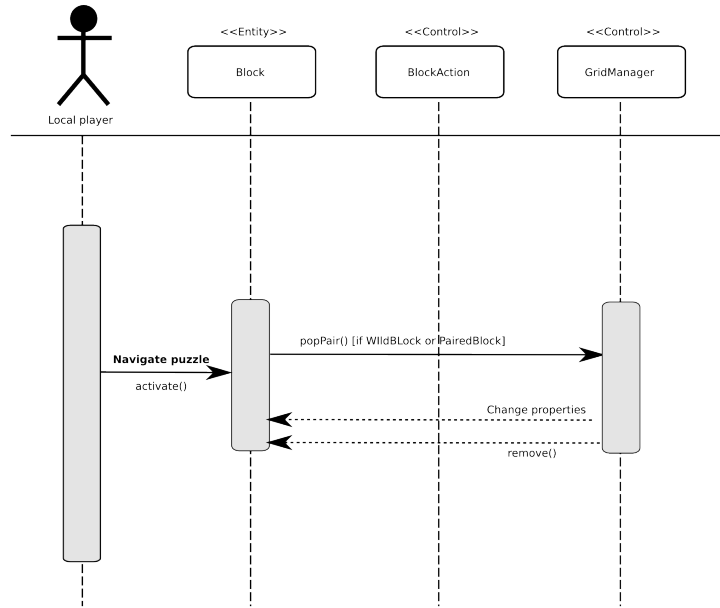 <<Entity>>
<<Control>>
<<Control>>
Block
BlockAction
GridManager
Local player
popPair() [if WIldBLock or PairedBlock]
Navigate puzzle
activate()
Change properties
remove()